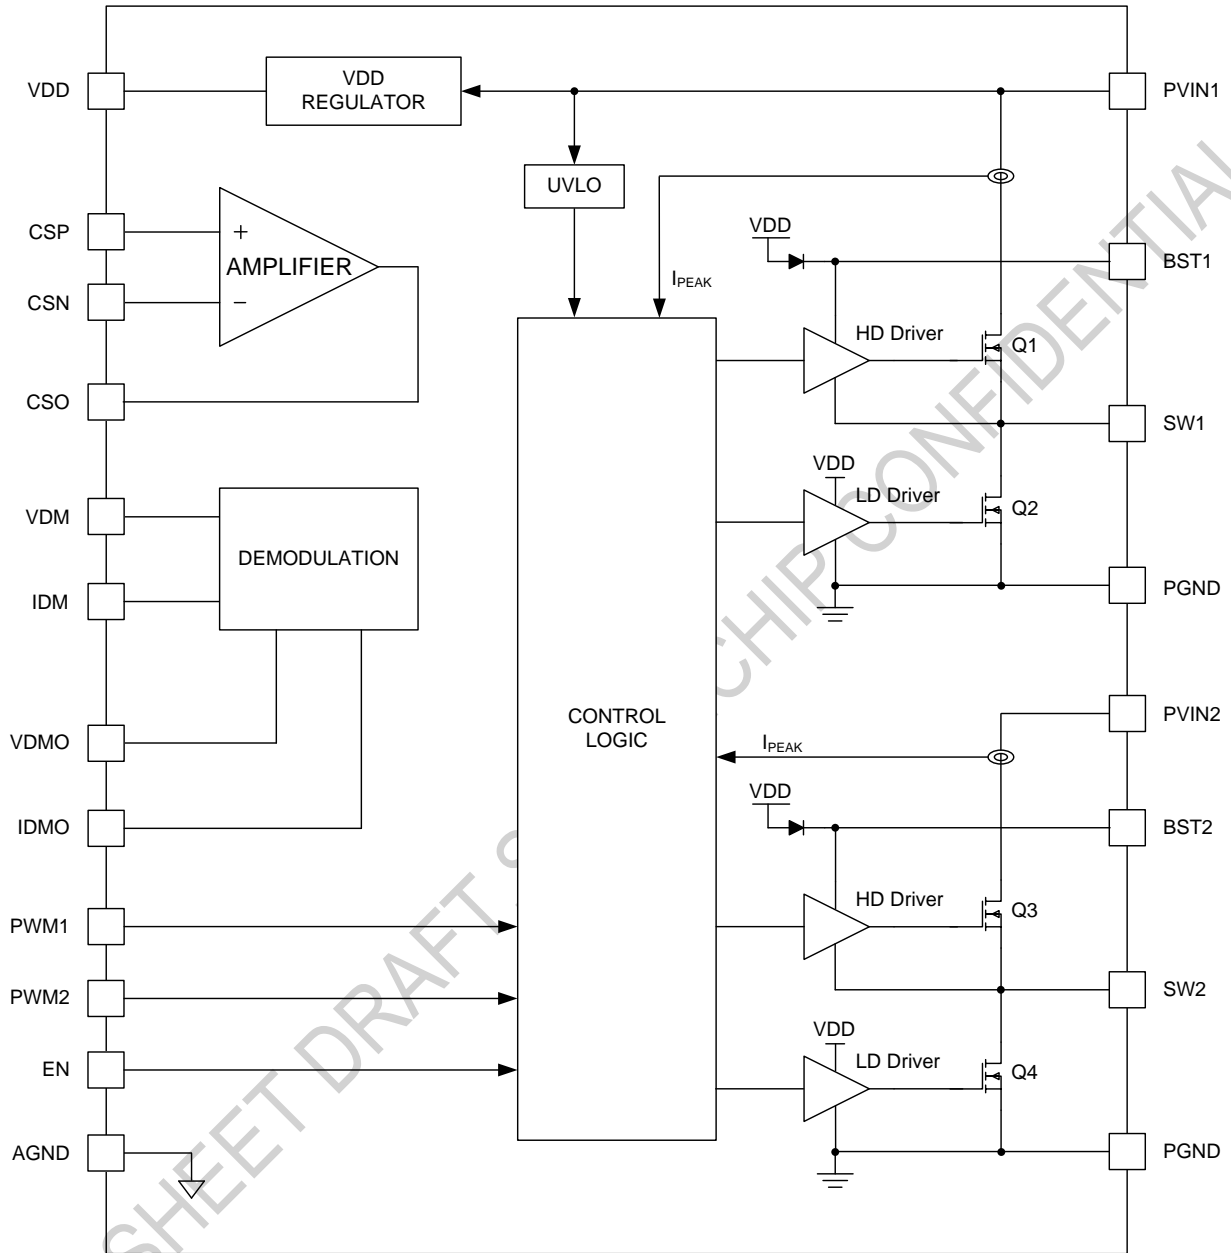 VDD
VDD
REGULATOR
PVIN1
UVLO
CSP
+
AMPLIFIER
CSN
−
CSO
VDD
BST1
IPEAK
HD Driver
Q1
SW1
VDD
LD Driver
Q2
PGND
VDM
DEMODULATION
IDM
VDMO
IDMO
CONTROL
LOGIC
PVIN2
IPEAK
VDD
BST2
PWM1
HD Driver
Q3
PWM2
SW2
EN
VDD
LD Driver
Q4
AGND
PGND
SHEET DRAFT
CHIP CONFIDENTIAL